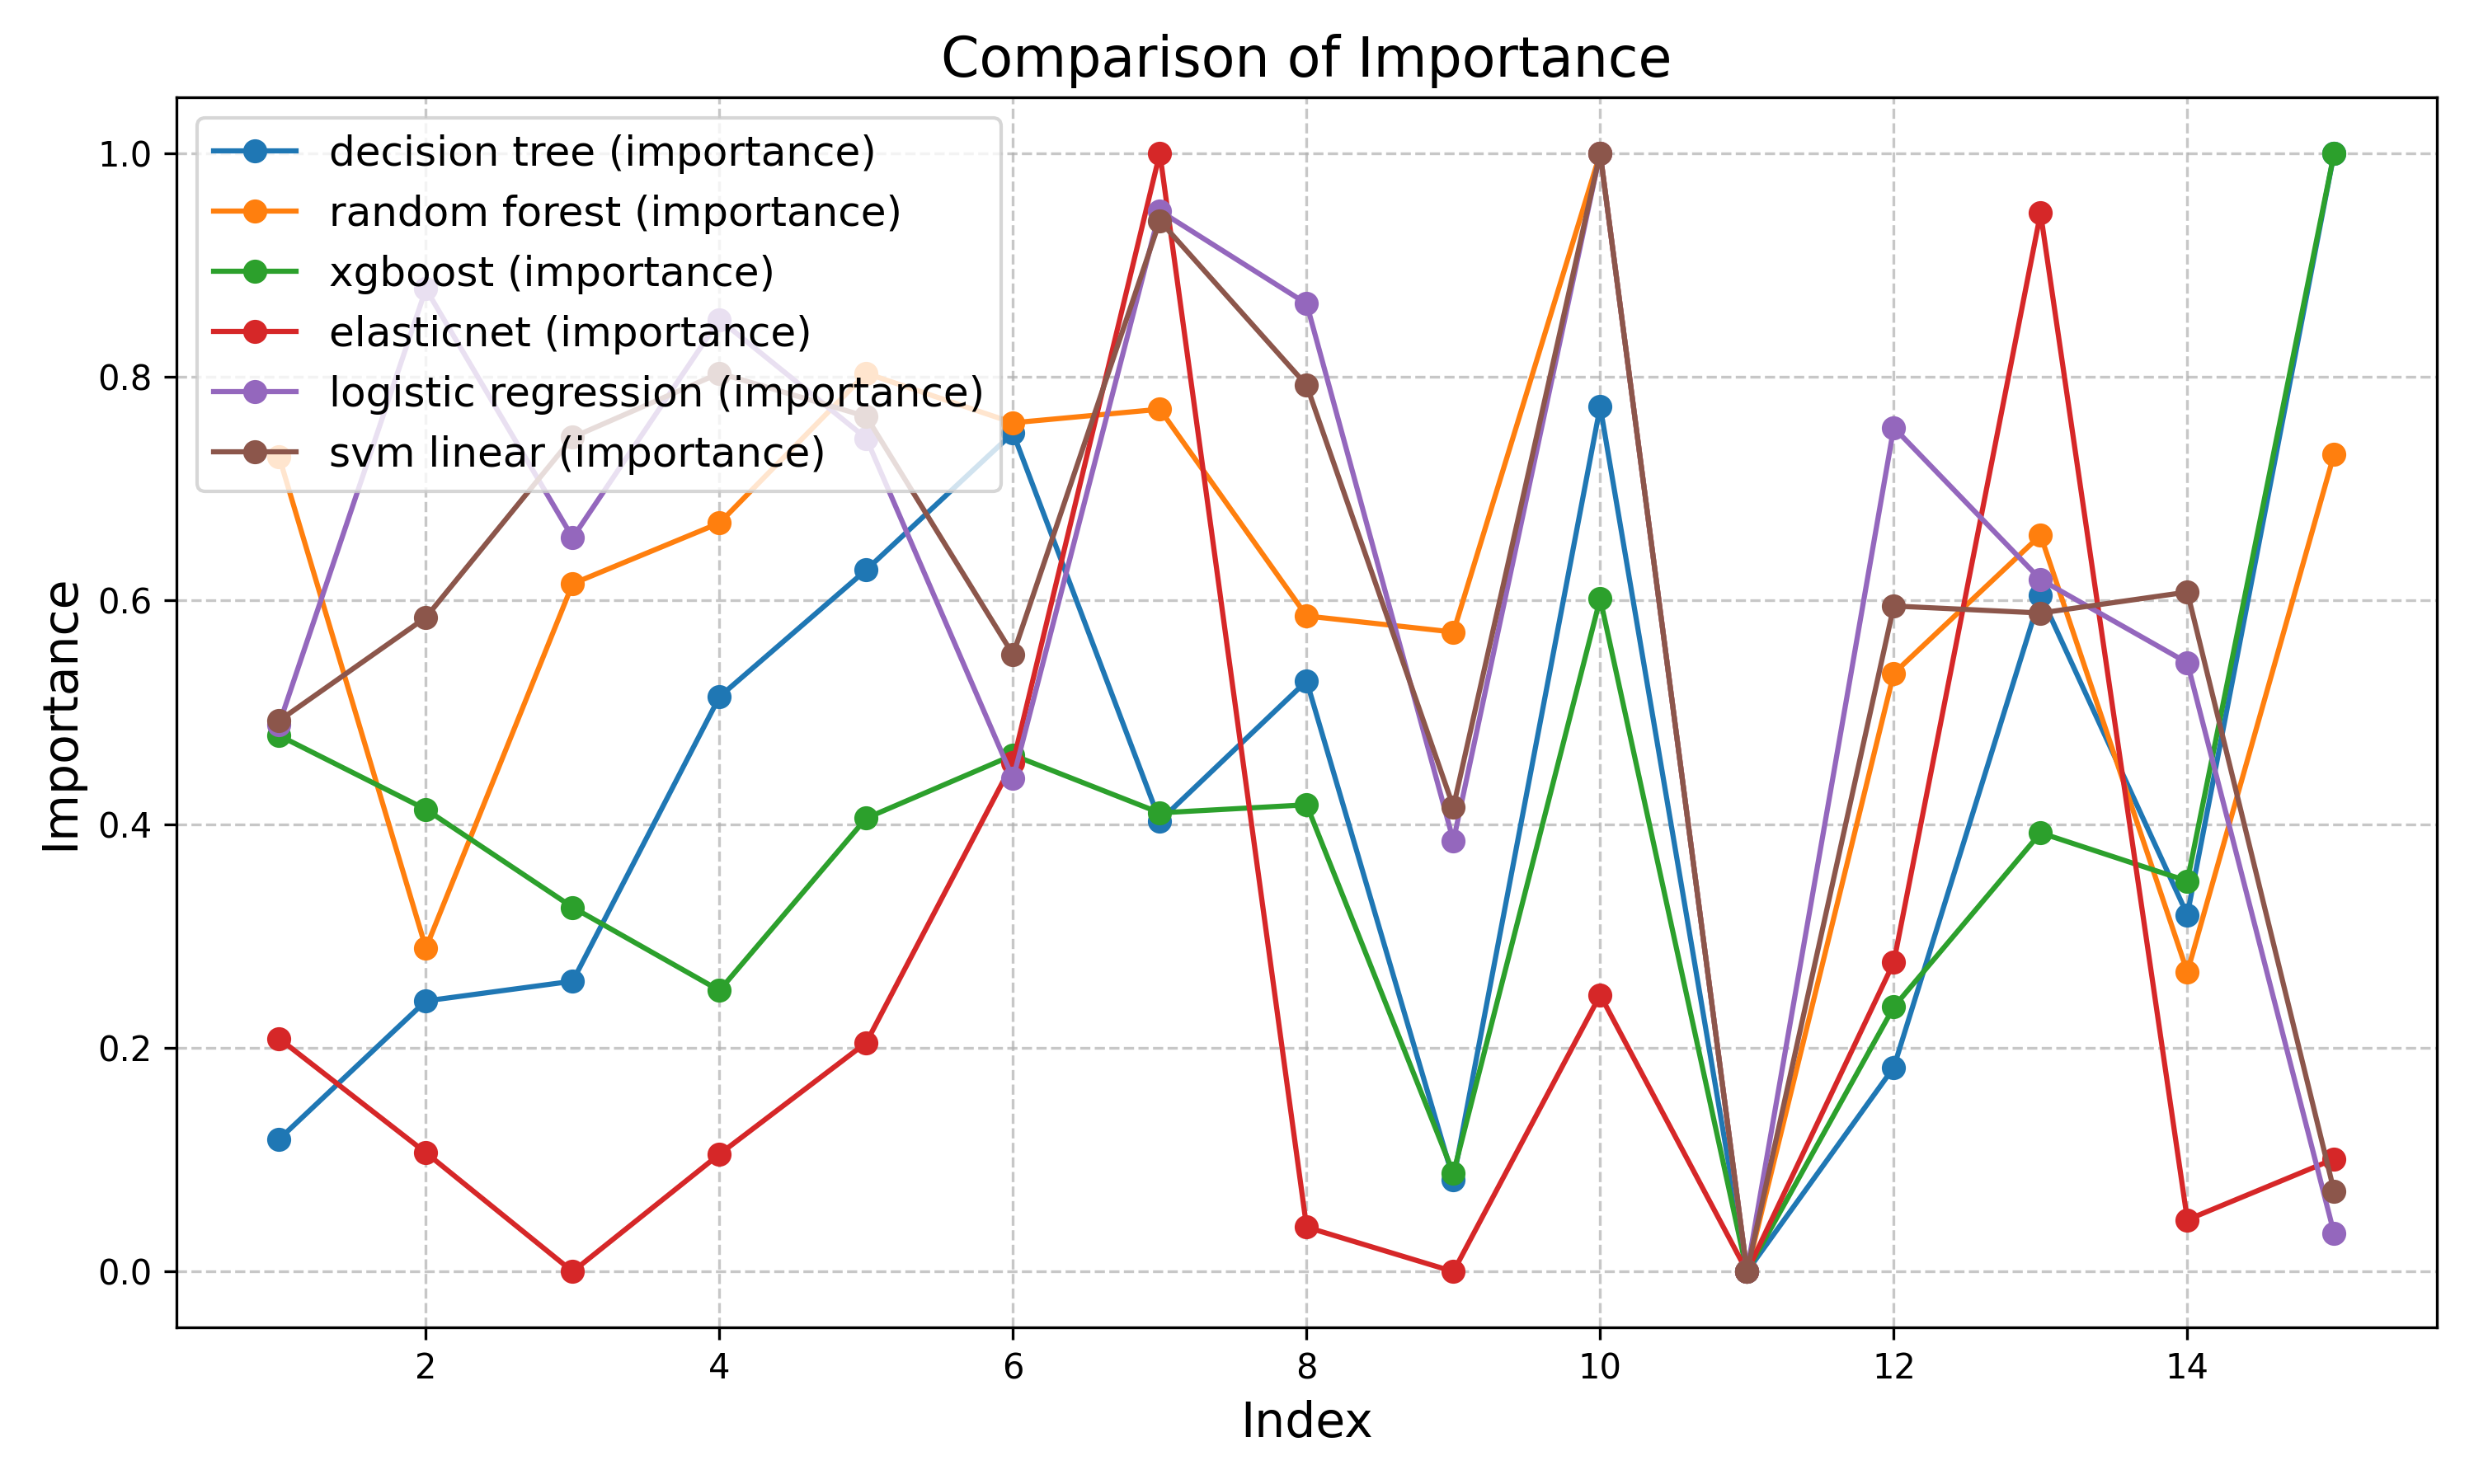 Comparison of Importance
decision tree (importance)
random forest (importance)
xgboost (importance)
elasticnet (importance)
logistic regression (importance)
svm linear (importance)
1.0
0.8
0.6
0.4
0.2
0.0
Importance
2 4 6 8 10 12 14
Index